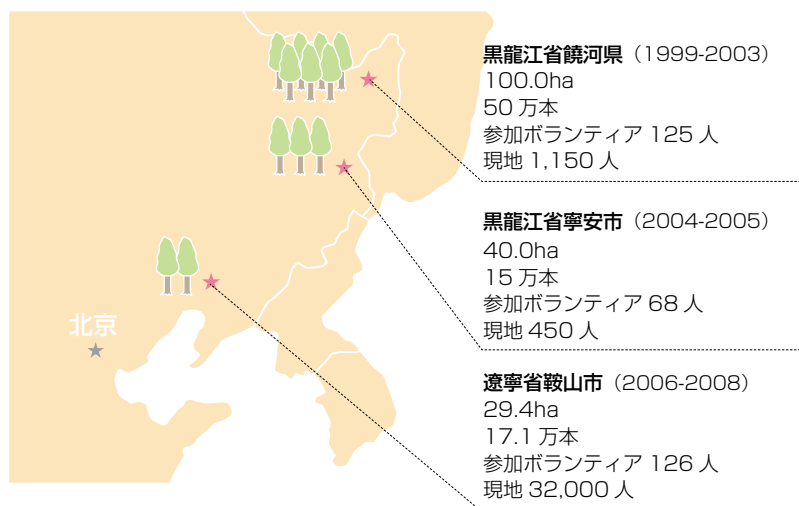 黒龍江省饒河県（1999-2003）
100.0ha
50 万本
参加ボランティア 125 人
現地 1,150 人
黒龍江省寧安市（2004-2005）
40.0ha
15 万本
参加ボランティア 68 人
現地 450 人
北京
遼寧省鞍山市（2006-2008）
29.4ha
17.1 万本
参加ボランティア 126 人
現地 32,000 人